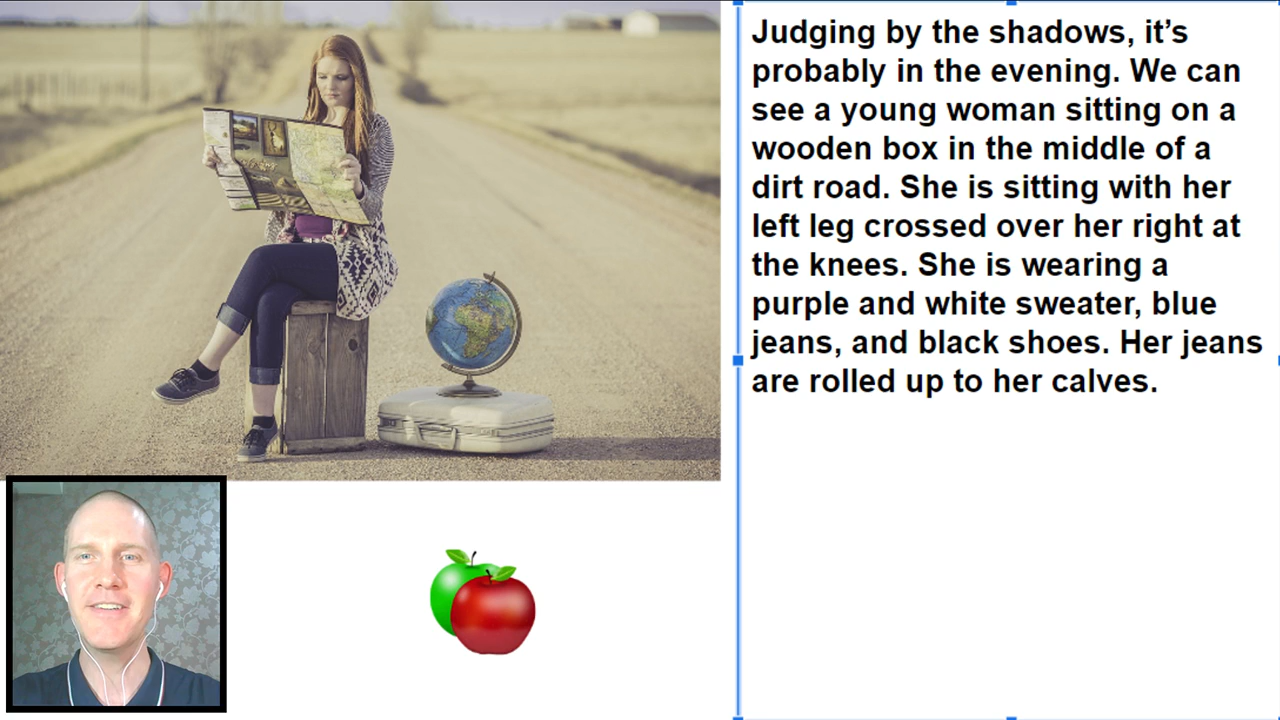 Judging by the shadows, it’s
probably in the evening. We can
see a young woman sitting on a
wooden box in the middle of a
dirt road. She is sitting with her
left leg crossed over her right at
the knees. She is wearing a
purple and white sweater, blue
jeans, and black shoes. Her jeans
are rolled up to her calves.